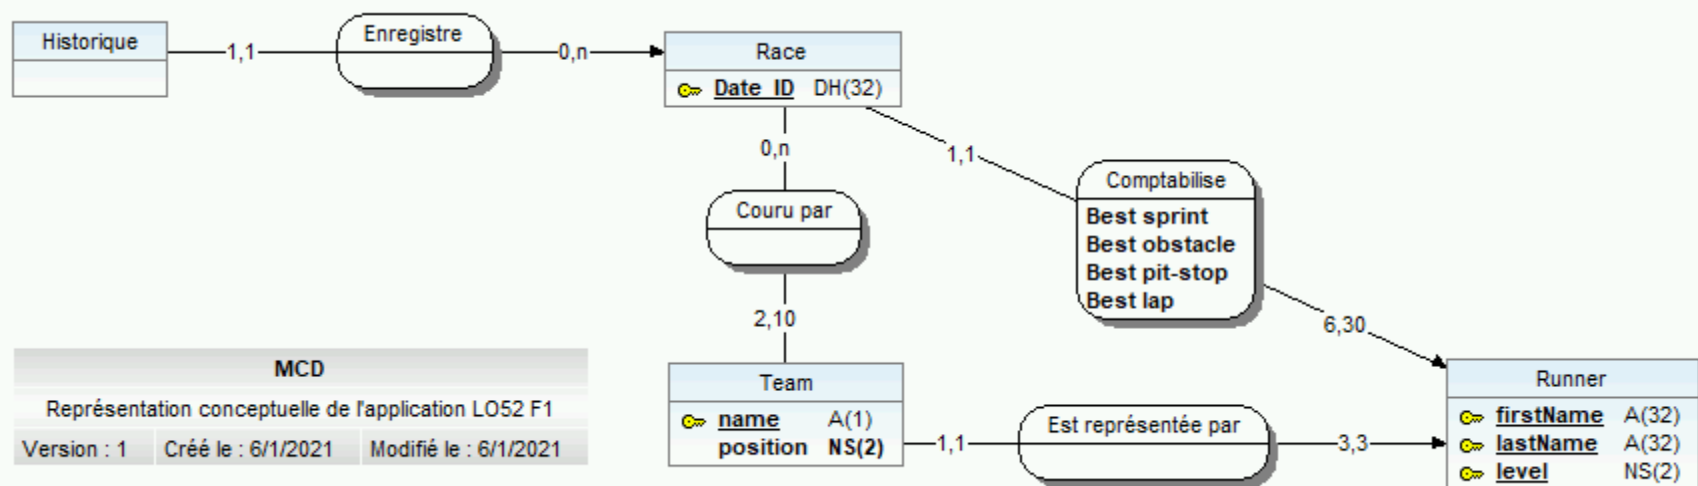 Historique
1,1
Enregistre
0,n
Race
Date_ID DH(32)
0,n
1,1
Couru par
Comptabilise
Best sprint
Best obstacle
Best pit-stop
Best lap
2,10
6,30
MCD
Représentation conceptuelle de l'application LO52 F1
Version : 1 Créé le : 6/1/2021 Modifié le : 6/1/2021
Team
name A(1)
position NS(2)
1,1
Est représentée par
3,3
Runner
firstName A(32)
lastName A(32)
level NS(2)